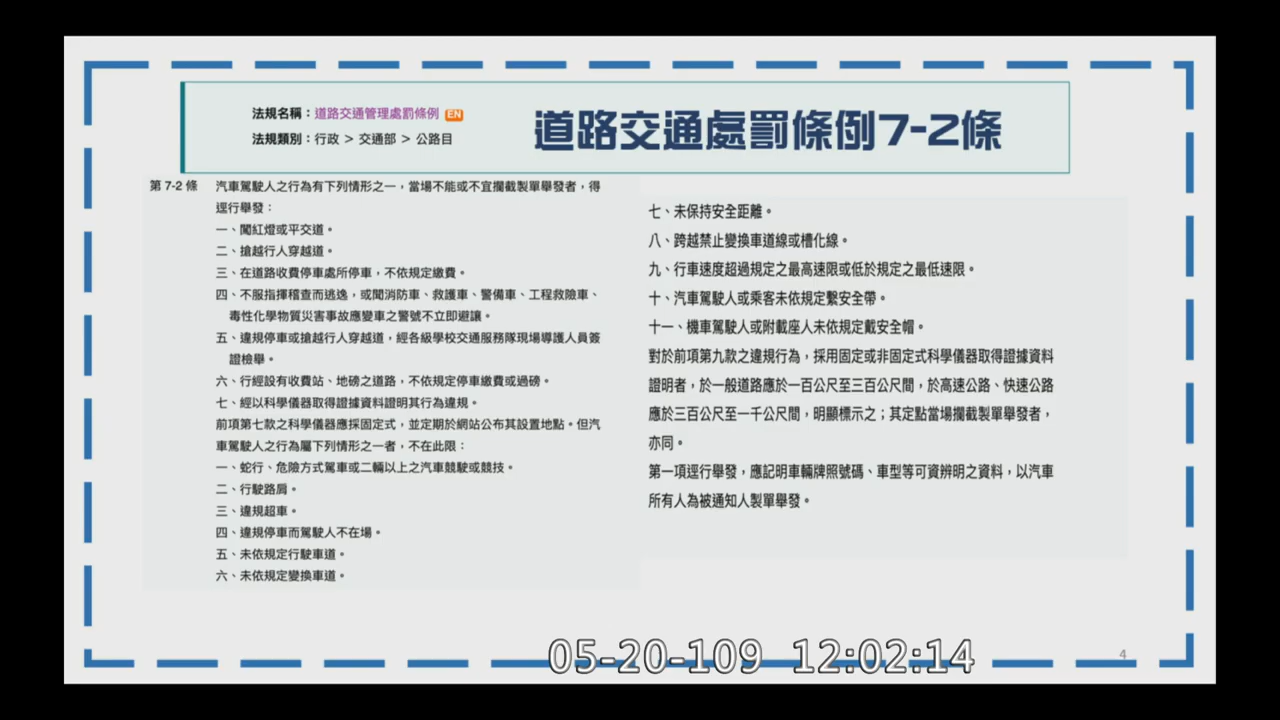 法規名稱：道路交通管理處罰條例 EN
法規類別：行政 > 交通部 > 公路目
道路交通處罰條例7-2條
第 7-2 條 汽車駕駛人之行為有下列情形之一，當場不能或不宜攔截製單舉發者，得
逕行舉發：
一、闖紅燈或平交道。
二、搶越行人穿越道。
三、在道路收費停車處所停車，不依規定繳費。
四、不服指揮稽查而逃逸，或聞消防車、救護車、警備車、工程救險車、
毒性化學物質災害事故應變車之警號不立即避讓。
五、違規停車或搶越行人穿越道，經各級學校交通服務隊現場導護人員簽
證檢舉。
六、行經設有收費站、地磅之道路，不依規定停車繳費或過磅。
七、經以科學儀器取得證據資料證明其行為違規。
前項第七款之科學儀器應採固定式，並定期於網站公布其設置地點。但汽
車駕駛人之行為屬下列情形之一者，不在此限：
一、蛇行、危險方式駕車或二輛以上之汽車競駛或競技。
二、行駛路肩。
三、違規超車。
四、違規停車而駕駛人不在場。
五、未依規定行駛車道。
六、未依規定變換車道。
七、未保持安全距離。
八、跨越禁止變換車道線或槽化線。
九、行車速度超過規定之最高速限或低於規定之最低速限。
十、汽車駕駛人或乘客未依規定繫安全帶。
十一、機車駕駛人或附載座人未依規定戴安全帽。
對於前項第九款之違規行為，採用固定或非固定式科學儀器取得證據資料
證明者，於一般道路應於一百公尺至三百公尺間，於高速公路、快速公路
應於三百公尺至一千公尺間，明顯標示之；其定點當場攔截製單舉發者，
亦同。
第一項逕行舉發，應記明車輛牌照號碼、車型等可資辨明之資料，以汽車
所有人為被通知人製單舉發。
05-20-109 12:02:14
4